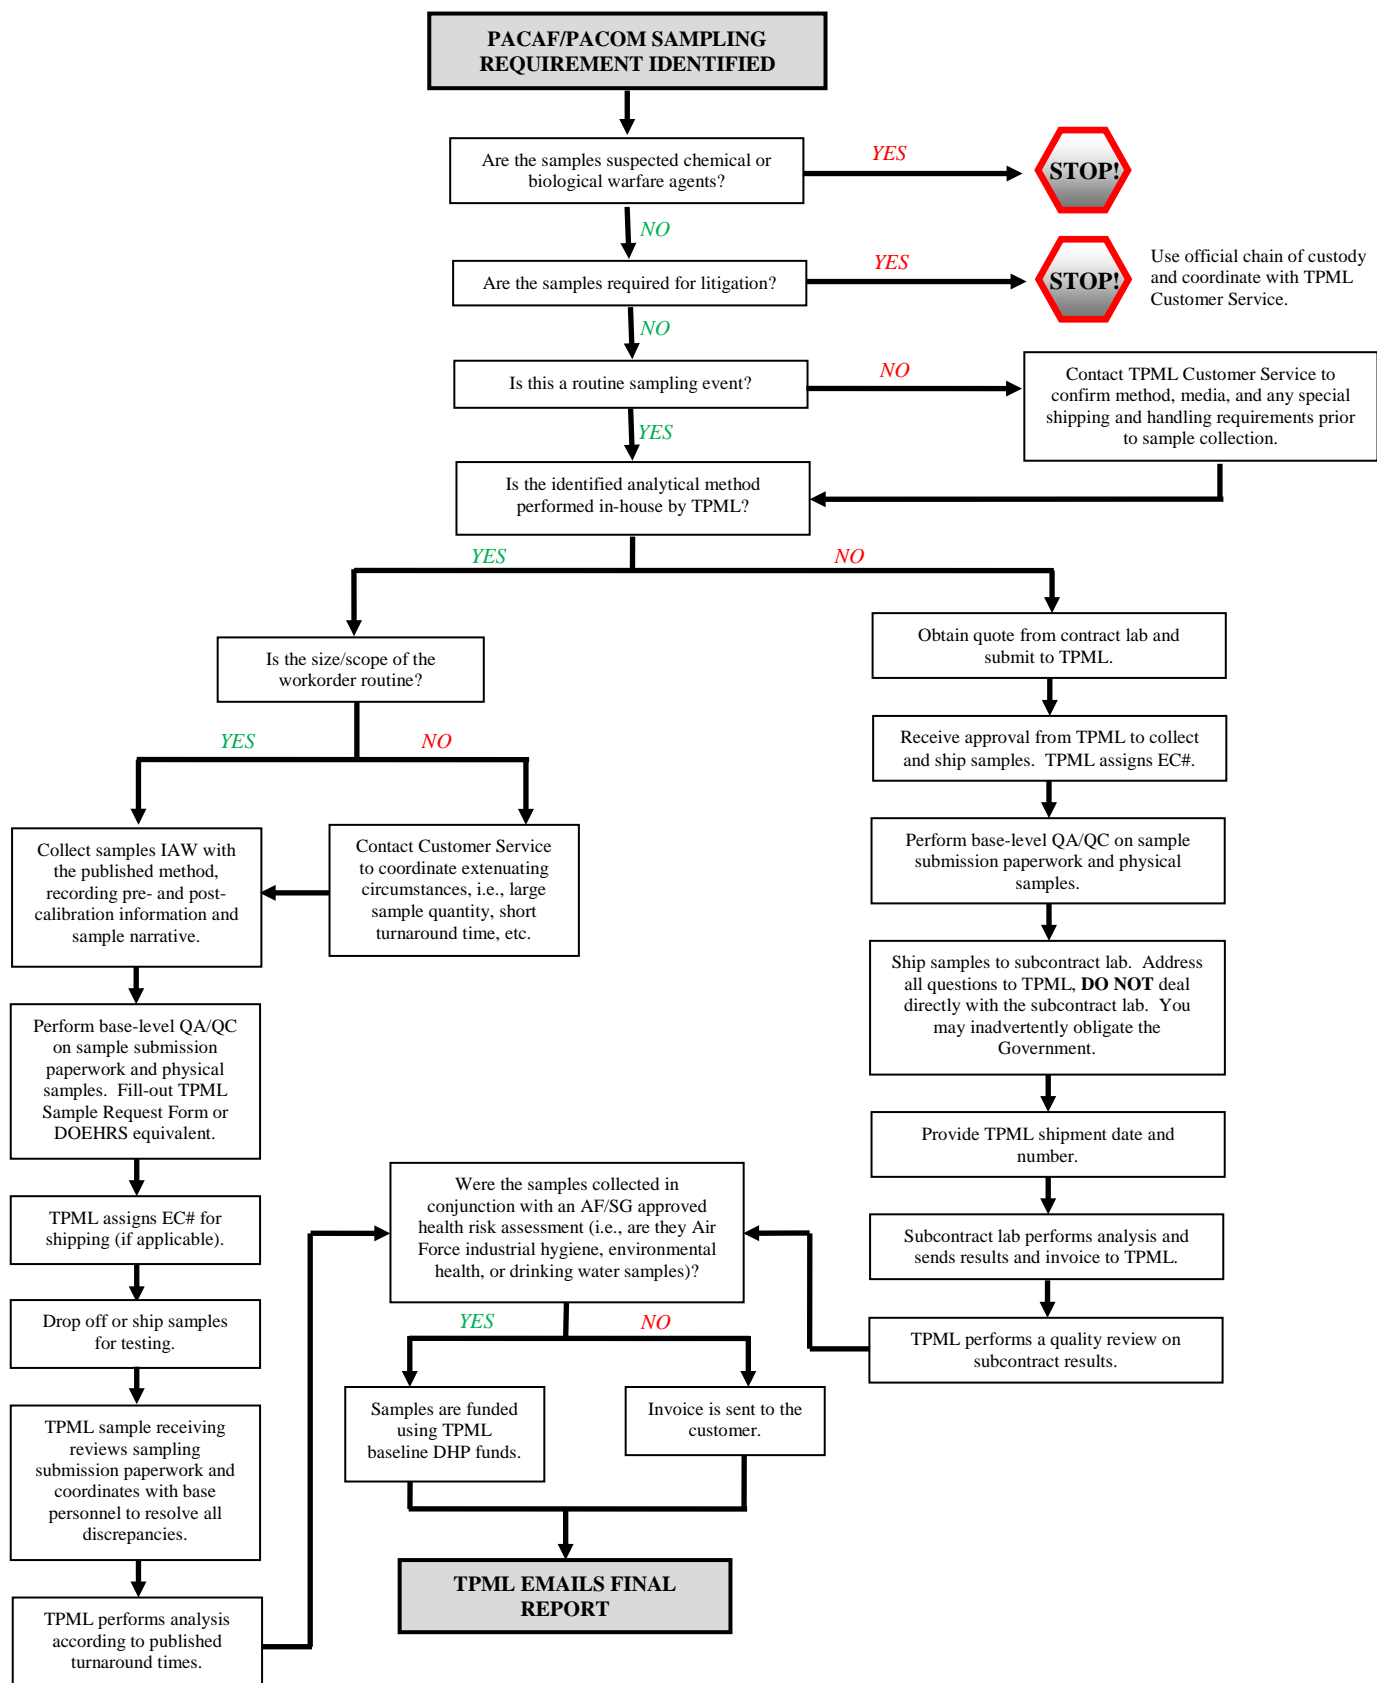 PACAF/PACOM SAMPLING
REQUIREMENT IDENTIFIED
Are the samples suspected chemical or
biological warfare agents?
YES
STOP!
NO
Are the samples required for litigation?
YES
STOP!
Use official chain of custody
and coordinate with TPML
Customer Service.
NO
Is this a routine sampling event?
NO
Contact TPML Customer Service to
confirm method, media, and any special
shipping and handling requirements prior
to sample collection.
YES
Is the identified analytical method
performed in-house by TPML?
YES
NO
Is the size/scope of the
workorder routine?
YES
NO
Collect samples IAW with
the published method,
recording pre- and post-
calibration information and
sample narrative.
Contact Customer Service
to coordinate extenuating
circumstances, i.e., large
sample quantity, short
turnaround time, etc.
Perform base-level QA/QC
on sample submission
paperwork and physical
samples.  Fill-out TPML
Sample Request Form or
DOEHRS equivalent.
TPML assigns EC# for
shipping (if applicable).
Drop off or ship samples
for testing.
TPML sample receiving
reviews sampling
submission paperwork and
coordinates with base
personnel to resolve all
discrepancies.
TPML performs analysis
according to published
turnaround times.
Obtain quote from contract lab and
submit to TPML.
Receive approval from TPML to collect
and ship samples.  TPML assigns EC#.
Perform base-level QA/QC on sample
submission paperwork and physical
samples.
Ship samples to subcontract lab.  Address
all questions to TPML, DO NOT deal
directly with the subcontract lab.  You
may inadvertently obligate the
Government.
Provide TPML shipment date and
number.
Subcontract lab performs analysis and
sends results and invoice to TPML.
TPML performs a quality review on
subcontract results.
Were the samples collected in
conjunction with an AF/SG approved
health risk assessment (i.e., are they Air
Force industrial hygiene, environmental
health, or drinking water samples)?
YES
NO
Samples are funded
using TPML
baseline DHP funds.
Invoice is sent to the
customer.
TPML EMAILS FINAL
REPORT